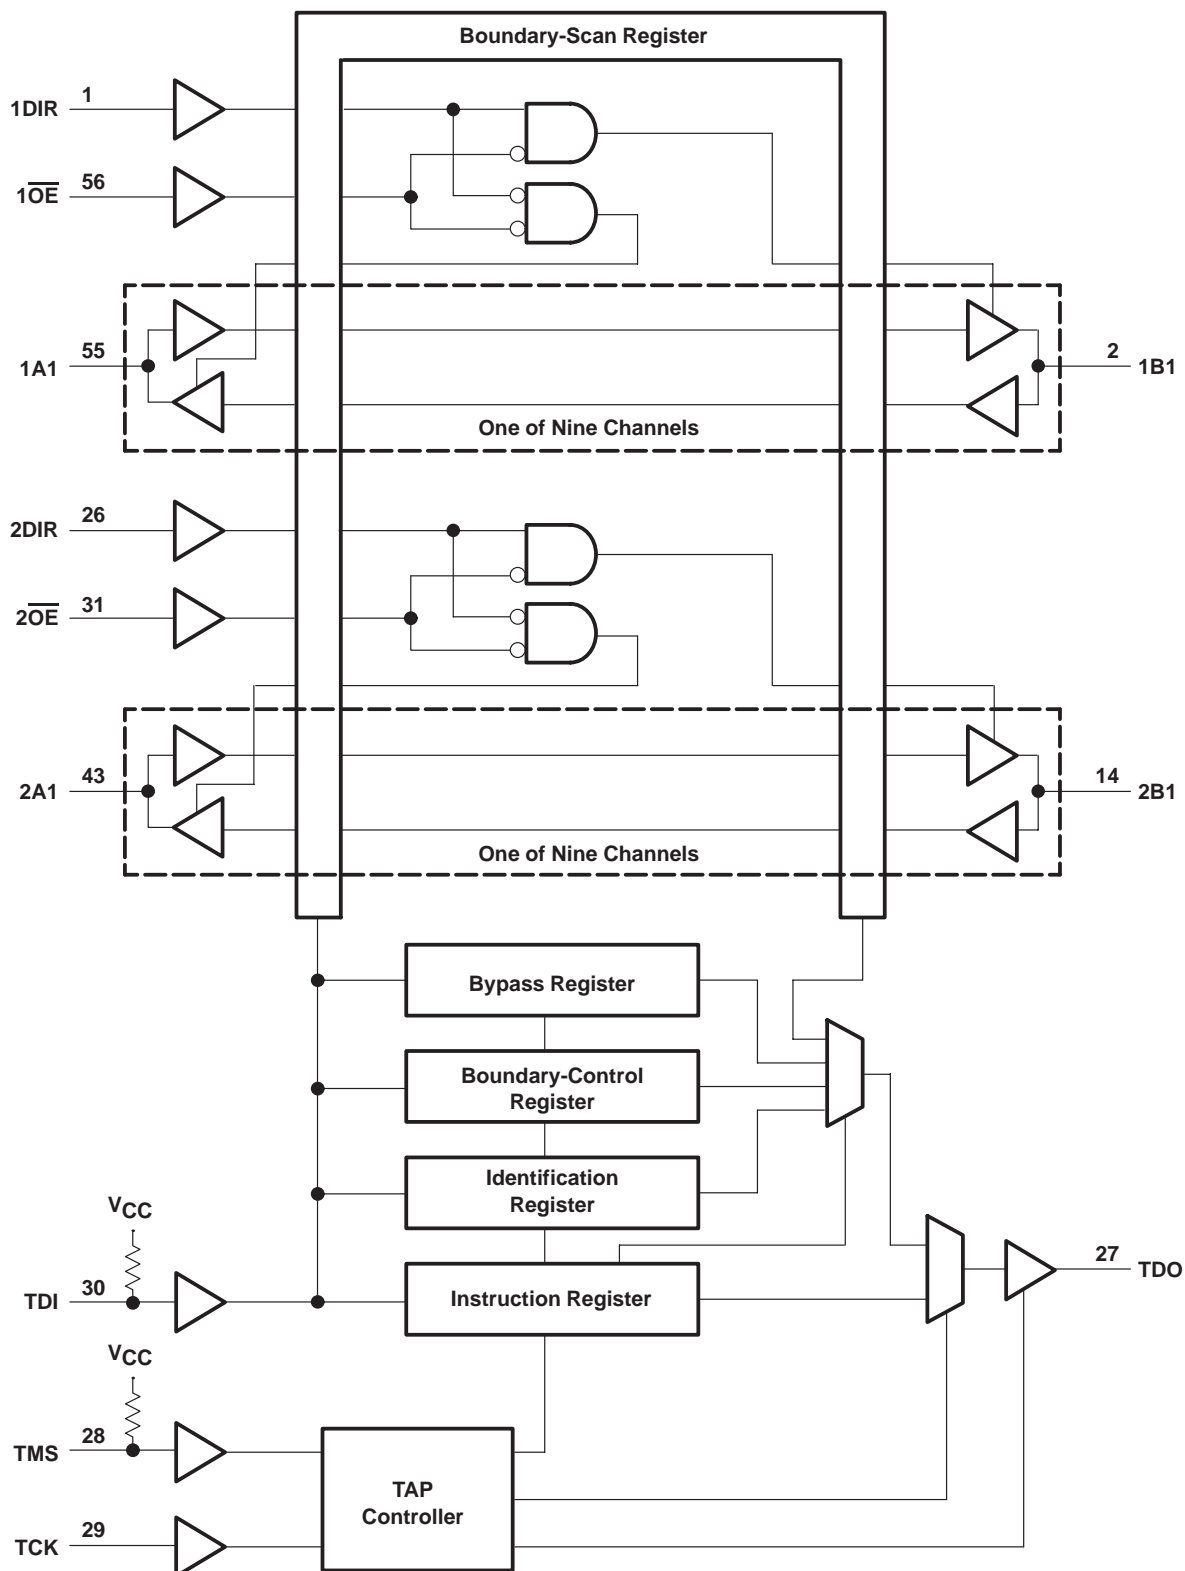 Boundary-Scan Register
1DIR
1
1O̅E̅
56
1A1
55
2
1B1
One of Nine Channels
2DIR
26
2O̅E̅
31
2A1
43
14
2B1
One of Nine Channels
Bypass Register
Boundary-Control
Register
Identification
Register
VCC
TDI
30
Instruction Register
27
TDO
VCC
TMS
28
TAP
Controller
TCK
29